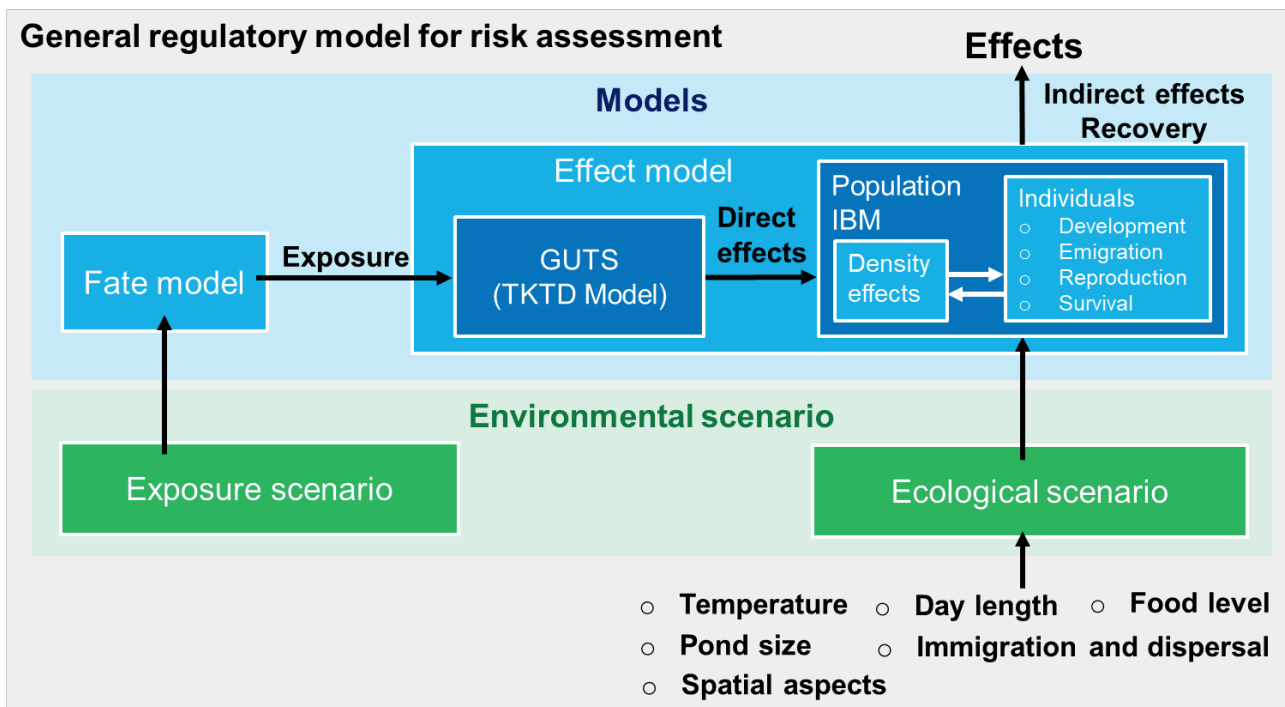 General regulatory model for risk assessment
Effects
Models
Indirect effects
Recovery
Effect model
Population
IBM
Individuals
○ Development
○ Emigration
○ Reproduction
○ Survival
Density
effects
Direct
effects
GUTS
(TKTD Model)
Exposure
Fate model
Environmental scenario
Exposure scenario
Ecological scenario
○ Temperature ○ Day length ○ Food level
○ Pond size ○ Immigration and dispersal
○ Spatial aspects